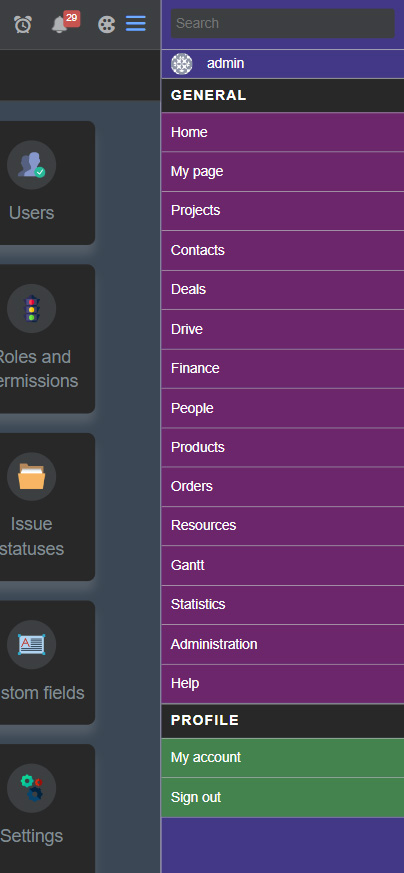 29
Search
admin
GENERAL
Home
My page
Projects
Contacts
Deals
Drive
Finance
People
Products
Orders
Resources
Gantt
Statistics
Administration
Help
PROFILE
My account
Sign out
Users
Roles and
ermissions
Issue
statuses
A
stom fields
Settings